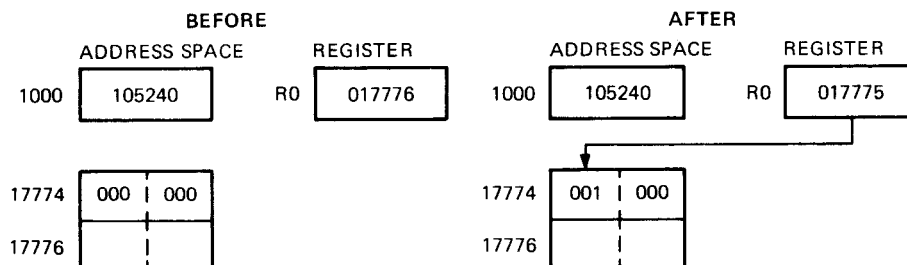 BEFORE AFTER
ADDRESS SPACE REGISTER ADDRESS SPACE REGISTER
1000 105240 R0 017776 1000 105240 R0 017775
17774 000 000 17774 001 000
17776 17776